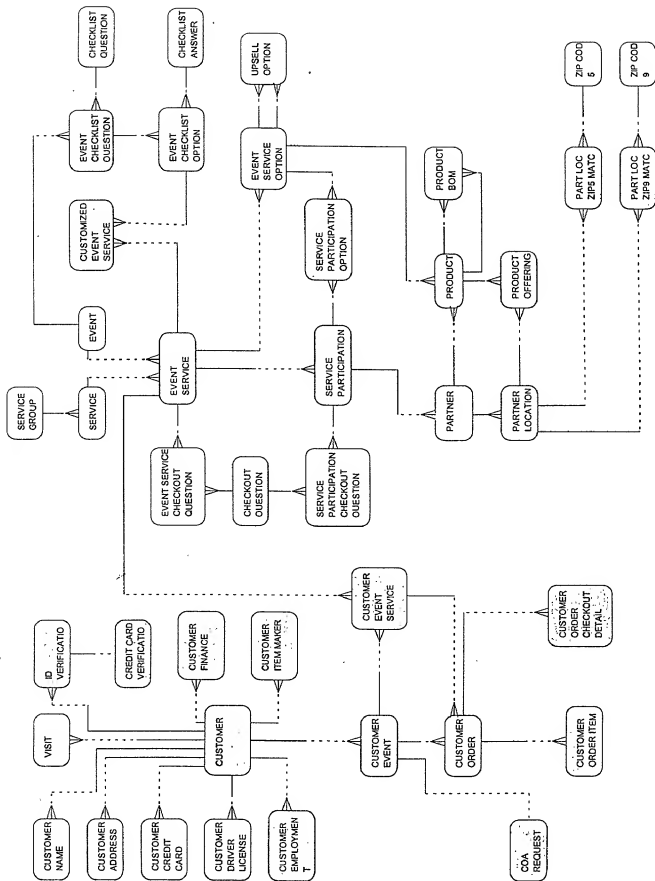 CUSTOMER
NAME
CUSTOMER
ADDRESS
CUSTOMER
CREDIT
CARD
CUSTOMER
DRIVER
LICENSE
CUSTOMER
EMPLOYMEN
T
VISIT
ID
VERIFICATIO
CREDIT CARD
VERIFICATIO
CUSTOMER
CUSTOMER
FINANCE
CUSTOMER
ITEM MAKER
COA
REQUEST
CUSTOMER
EVENT
CUSTOMER
EVENT
SERVICE
CUSTOMER
ORDER
CUSTOMER
ORDER ITEM
CUSTOMER
ORDER
CHECKOUT
DETAIL
SERVICE
GROUP
SERVICE
EVENT
EVENT
SERVICE
CUSTOMIZED
EVENT
SERVICE
EVENT
CHECKLIST
QUESTION
CHECKLIST
QUESTION
EVENT
CHECKLIST
OPTION
CHECKLIST
ANSWER
EVENT SERVICE
CHECKOUT
QUESTION
CHECKOUT
OUESTION
SERVICE
PARTICIPATION
CHECKOUT
OUESTION
SERVICE
PARTICIPATION
SERVICE
PARTICIPATION
OPTION
EVENT
SERVICE
OPTION
UPSELL
OPTION
PARTNER
PRODUCT
PRODUCT
BOM
PARTNER
LOCATION
PRODUCT
OFFERING
PART LOC
ZIP5 MATC
ZIP COD
5
PART LOC
ZIP9 MATC
ZIP COD
9